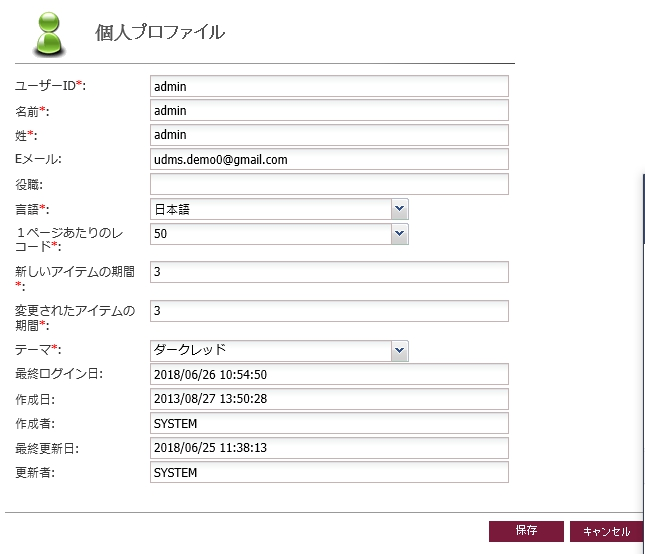 個人プロファイル
ユーザーID*: admin
名前*: admin
姓*: admin
Eメール: udms.demo0@gmail.com
役職:
言語*: 日本語
１ページあたりのレ
コード*: 50
新しいアイテムの期間
*: 3
変更されたアイテムの
期間*: 3
テーマ*: ダークレッド
最終ログイン日: 2018/06/26 10:54:50
作成日: 2013/08/27 13:50:28
作成者: SYSTEM
最終更新日: 2018/06/25 11:38:13
更新者: SYSTEM
保存 キャンセル